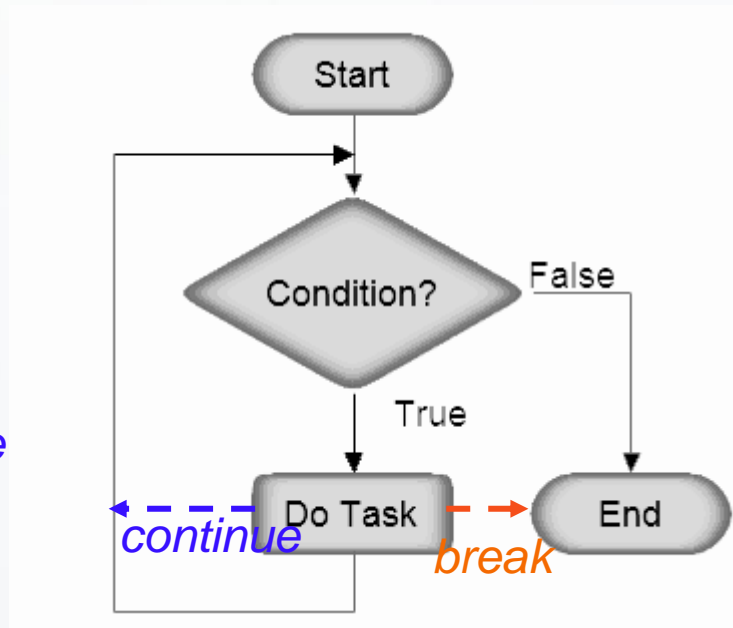 Start
Condition?
False
True
Do Task
End
continue
break